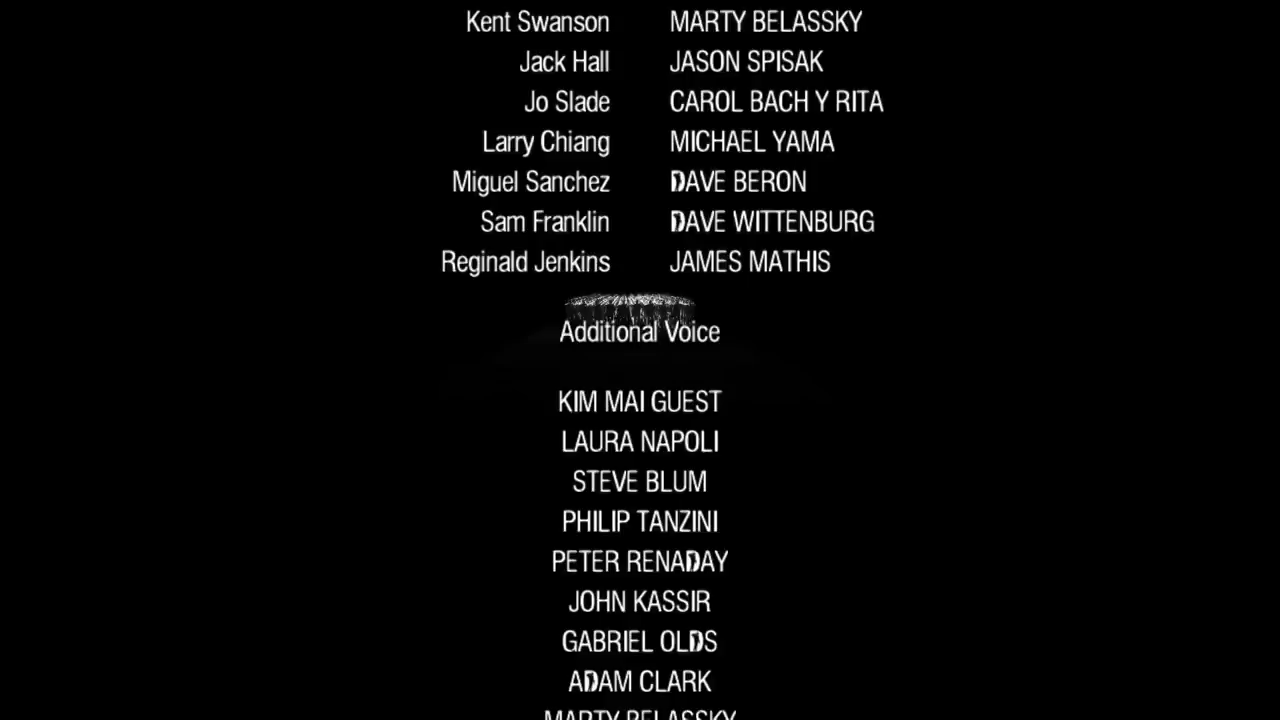 Kent Swanson MARTY BELASSKY
Jack Hall JASON SPISAK
Jo Slade CAROL BACH Y RITA
Larry Chiang MICHAEL YAMA
Miguel Sanchez DAVE BERON
Sam Franklin DAVE WITTENBURG
Reginald Jenkins JAMES MATHIS
Additional Voice
KIM MAI GUEST
LAURA NAPOLI
STEVE BLUM
PHILIP TANZINI
PETER RENADAY
JOHN KASSIR
GABRIEL OLDS
ADAM CLARK
MARTY BELASSKY